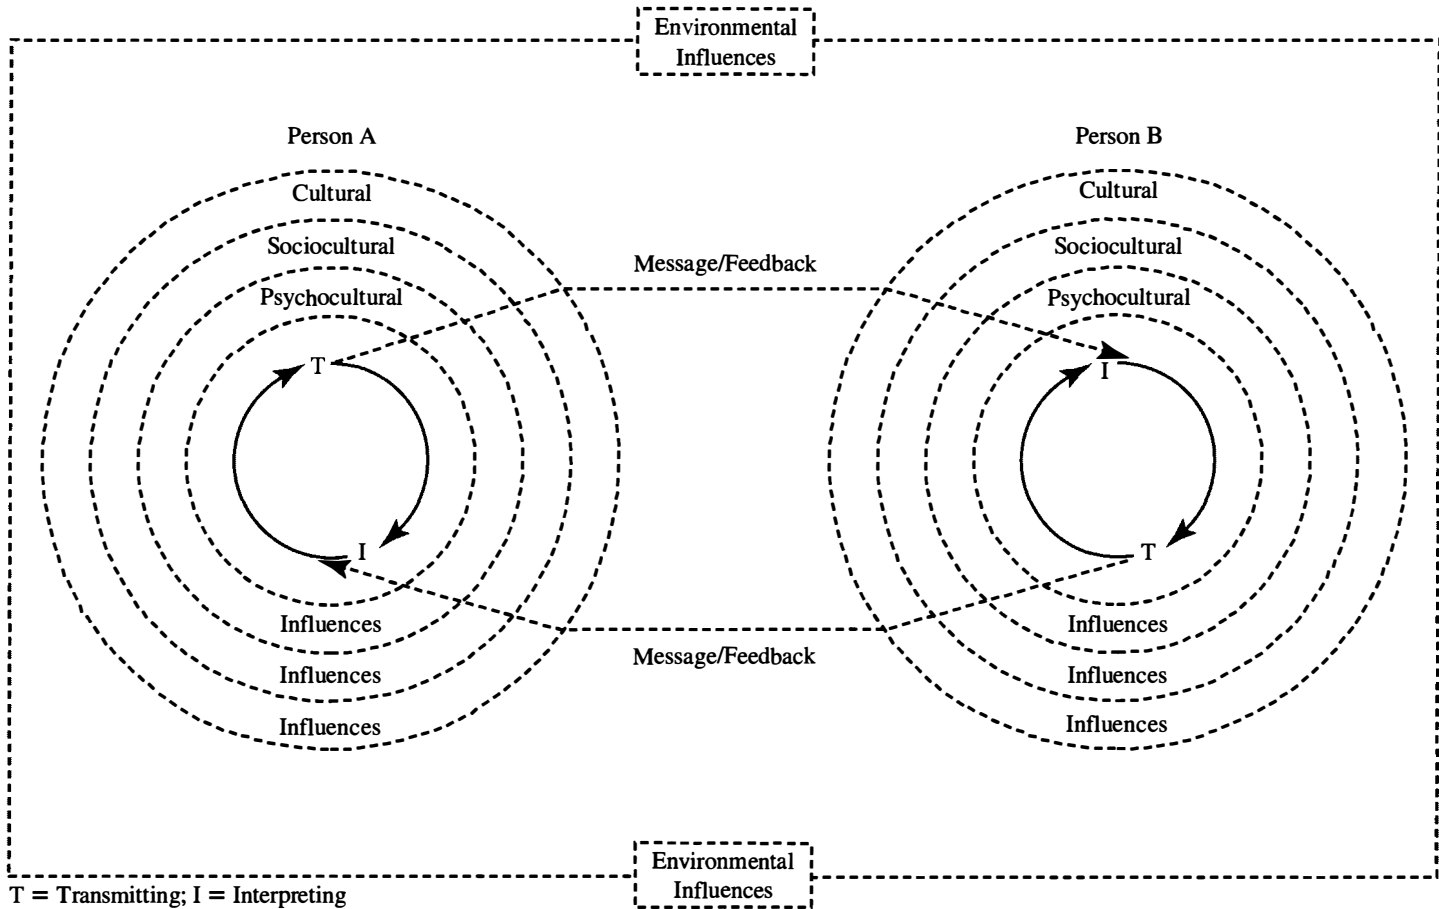 Environmental
Influences
Person A
Person B
Cultural
Cultural
Sociocultural
Sociocultural
Message/Feedback
Psychocultural
Psychocultural
T
I
I
T
Influences
Influences
Message/Feedback
Influences
Influences
Influences
Influences
Environmental
Influences
T = Transmitting; I = Interpreting